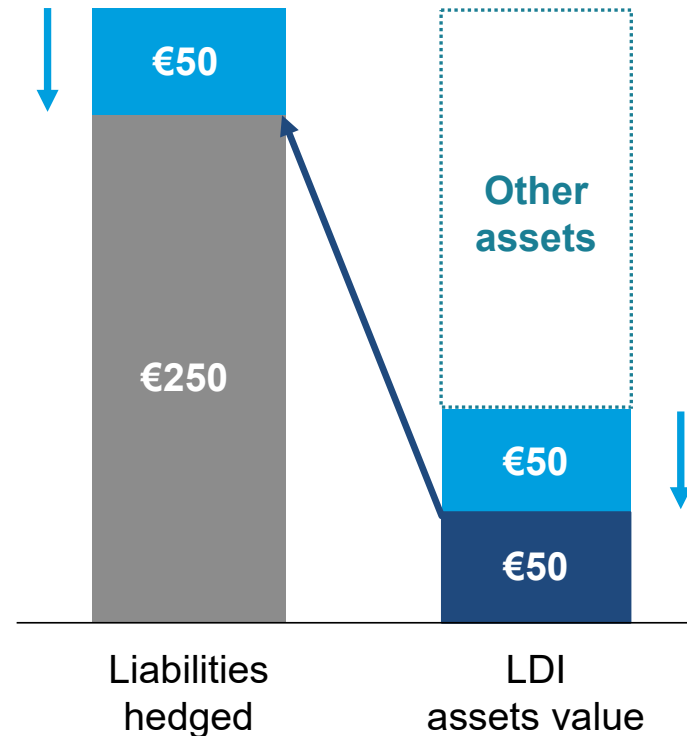 €50
€250
Other
assets
€50
€50
Liabilities
hedged
LDI
assets value